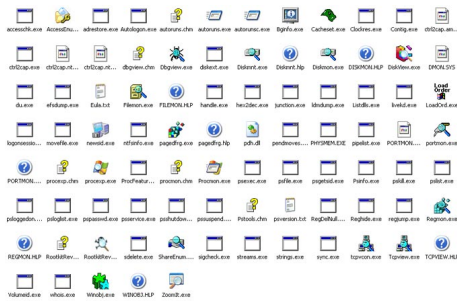 accesschk.exe AccessEnu... adrestore.exe Autologon.exe autoruns.chm autoruns.exe autorunsc.exe Bginfo.exe Cacheset.exe Clockres.exe Contig.exe ctrl2cap.am...
ctrl2cap.exe ctrl2cap.nt... ctrl2cap.nt... dbgview.chm Dbgview.exe diskext.exe Diskmnt.exe Diskmnt.hlp Diskmon.exe DISKMON.HLP DiskView.exe DMON.SYS
Load
Order
du.exe efsdump.exe Eula.txt Filemon.exe FILEMON.HLP handle.exe hex2dec.exe junction.exe ldmdump.exe Listdlls.exe livekd.exe LoadOrd.exe
logonsessio... movefile.exe newsid.exe ntfsinfo.exe pagedfrg.exe pagedfrg.hlp pdh.dll pendmoves.... PHYSMEM.EXE pipelist.exe PORTMON.... portmon.exe
PORTMON.... procexp.chm procexp.exe ProcFeatur... procmon.chm Procmon.exe psexec.exe psfile.exe psgetsid.exe Psinfo.exe pskill.exe pslist.exe
psloggedon.... psloglist.exe pspasswd.exe psservice.exe psshutdow... pssuspend.... Pstools.chm psversion.txt RegDelNull.... Reghide.exe regjump.exe Regmon.exe
REGMON.HLP RootkitRev... RootkitRev... sdelete.exe ShareEnum.... sigcheck.exe streams.exe strings.exe sync.exe tcpvcon.exe Tcpview.exe TCPVIEW.HLP
Volumeid.exe whois.exe Winobj.exe WINOBJ.HLP ZoomIt.exe